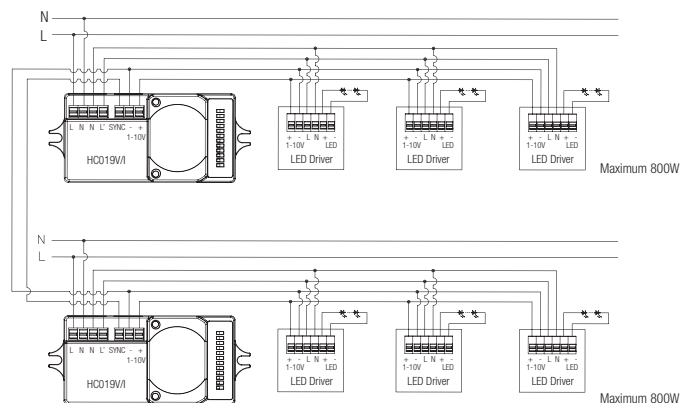 N
L
L N N L' SYNC - +
1-10V
HC019V/I
+ - L N + -
1-10V LED
LED Driver
+ - L N + -
1-10V LED
LED Driver
+ - L N + -
1-10V LED
LED Driver
Maximum 800W
N
L
L N N L' SYNC - +
1-10V
HC019V/I
+ - L N + -
1-10V LED
LED Driver
+ - L N + -
1-10V LED
LED Driver
+ - L N + -
1-10V LED
LED Driver
Maximum 800W